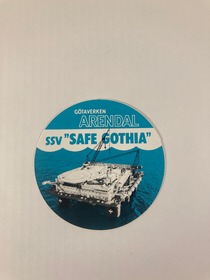 GÖTAVERKEN
ARENDAL
SSV "SAFE GOTHIA"